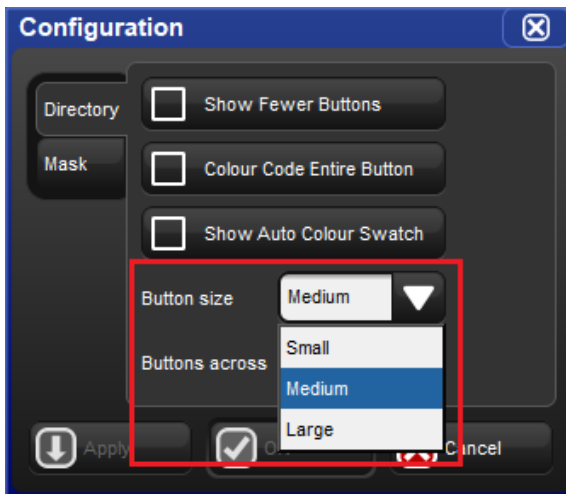 Configuration
Directory
Show Fewer Buttons
Mask
Colour Code Entire Button
Show Auto Colour Swatch
Button size
Medium
Small
Buttons across
Medium
Large
Apply
Cancel